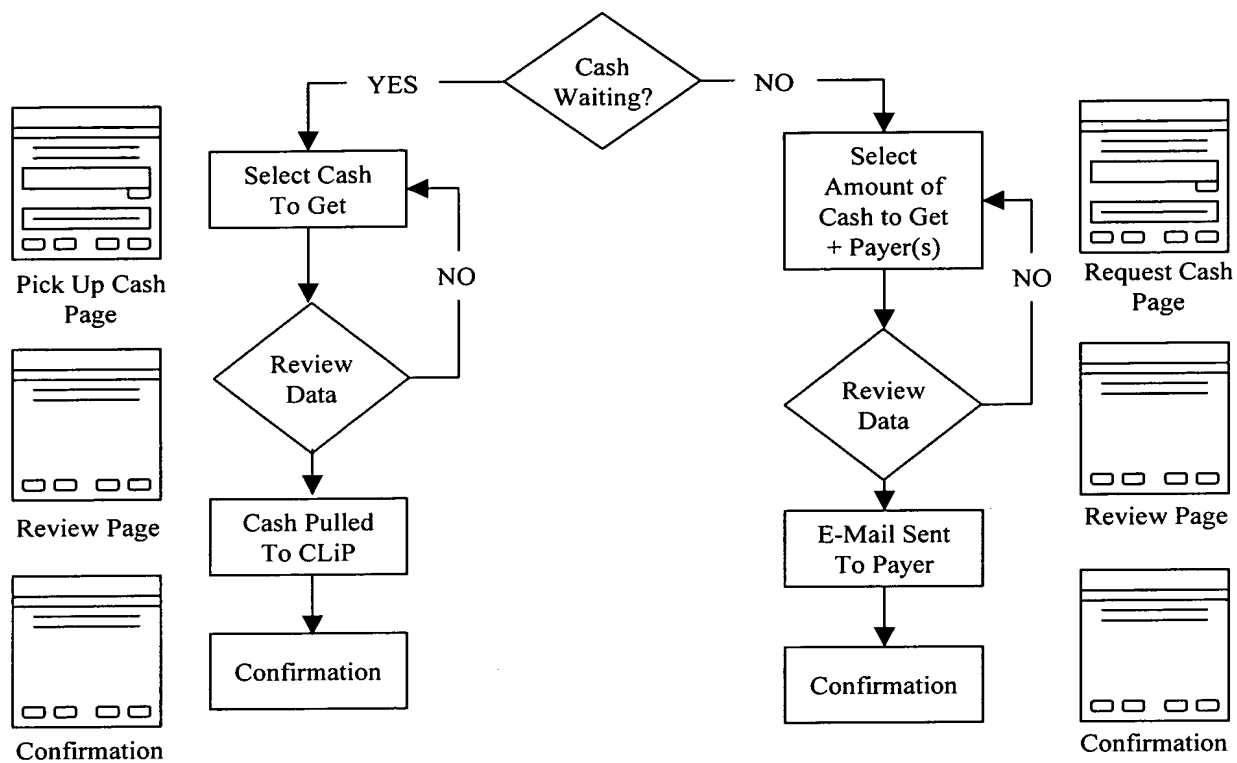 Cash
Waiting?
YES
NO
Select Cash
To Get
NO
Review
Data
Cash Pulled
To CLiP
Confirmation
Select
Amount of
Cash to Get
+ Payer(s)
NO
Review
Data
E-Mail Sent
To Payer
Confirmation
Pick Up Cash
Page
Review Page
Confirmation
Request Cash
Page
Review Page
Confirmation